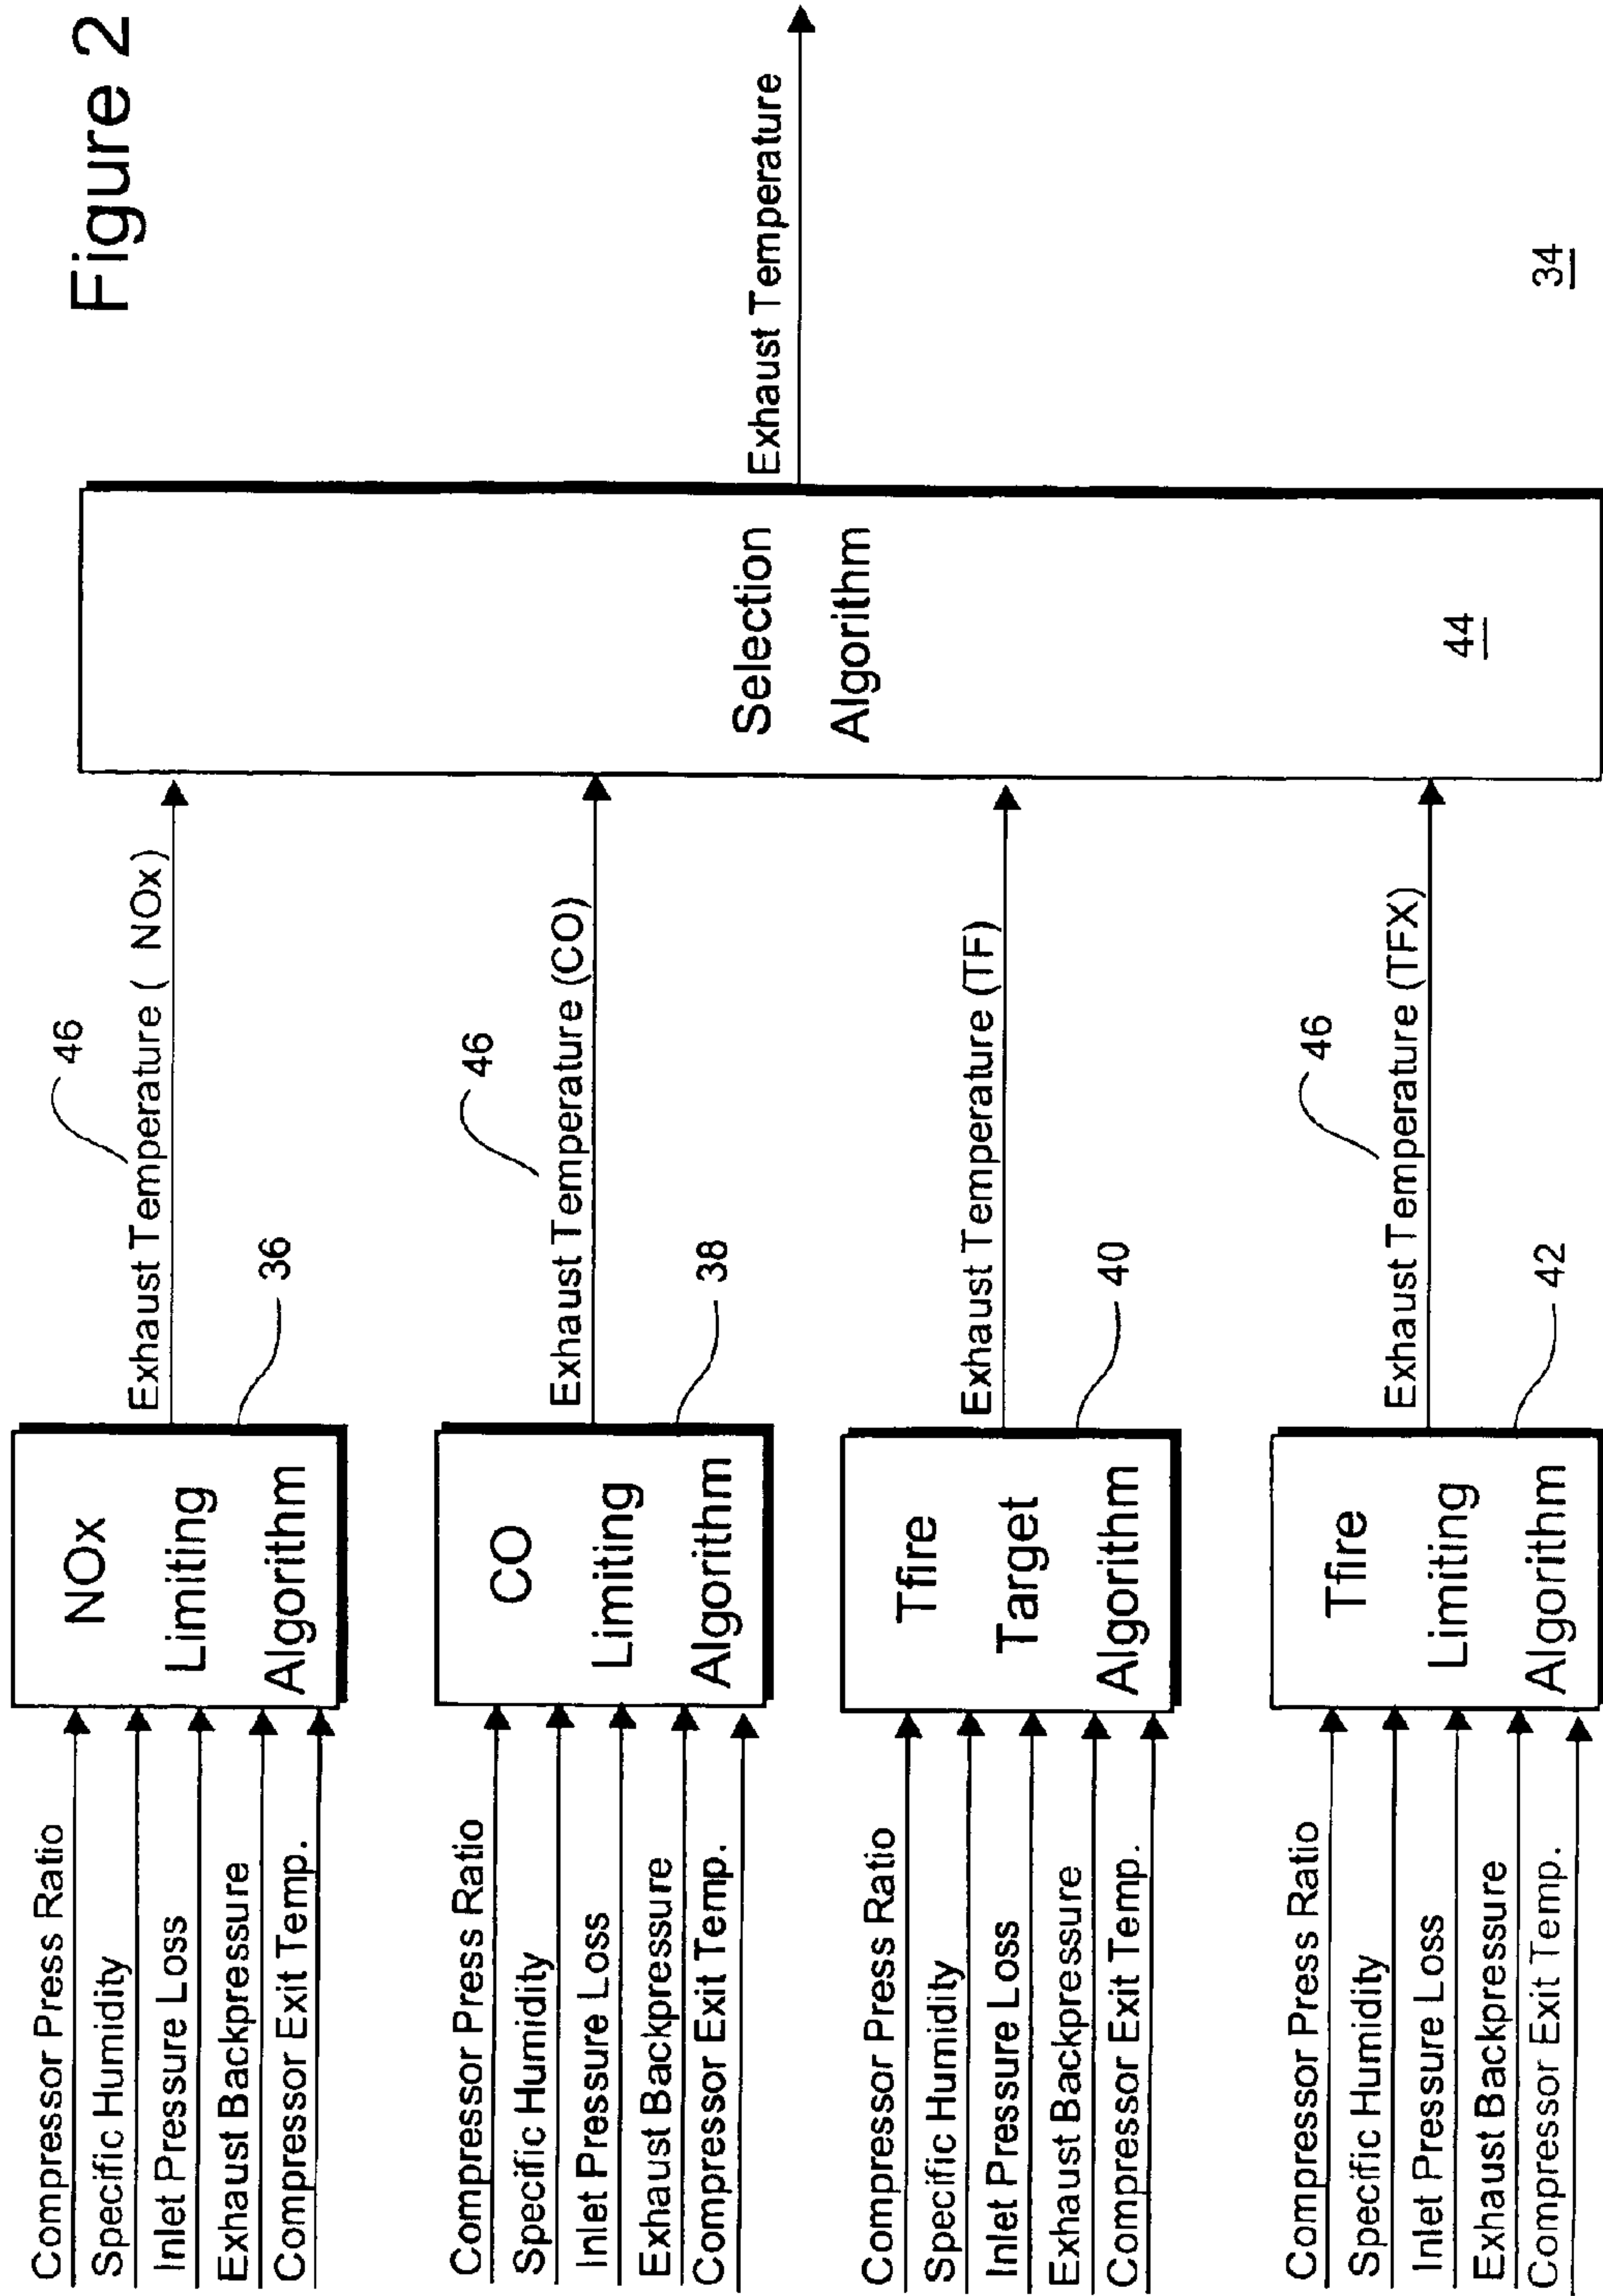 Figure 2
Compressor Press Ratio
Specific Humidity
Inlet Pressure Loss
Exhaust Backpressure
Compressor Exit Temp.
NOx
Limiting
Algorithm
36
46
Exhaust Temperature ( NOx)
Compressor Press Ratio
Specific Humidity
Inlet Pressure Loss
Exhaust Backpressure
Compressor Exit Temp.
CO
Limiting
Algorithm
38
46
Exhaust Temperature (CO)
Compressor Press Ratio
Specific Humidity
Inlet Pressure Loss
Exhaust Backpressure
Compressor Exit Temp.
Tfire
Target
Algorithm
40
Exhaust Temperature (TF)
Compressor Press Ratio
Specific Humidity
Inlet Pressure Loss
Exhaust Backpressure
Compressor Exit Temp.
Tfire
Limiting
Algorithm
42
46
Exhaust Temperature (TFX)
Selection
Algorithm
44
Exhaust Temperature
34